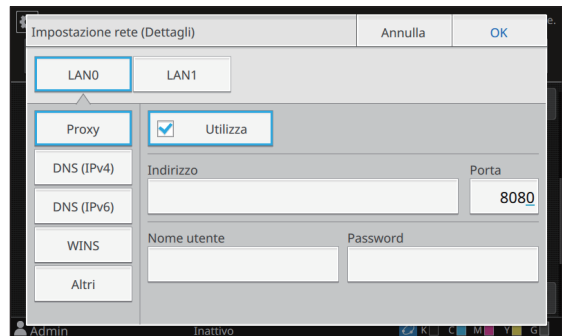 Impostazione rete (Dettagli) Annulla OK
e.
LAN0 LAN1
Proxy Utilizza
DNS (IPv4) Indirizzo Porta
8080
DNS (IPv6)
WINS Nome utente Password
Altri
Admin Inattivo K C M Y G